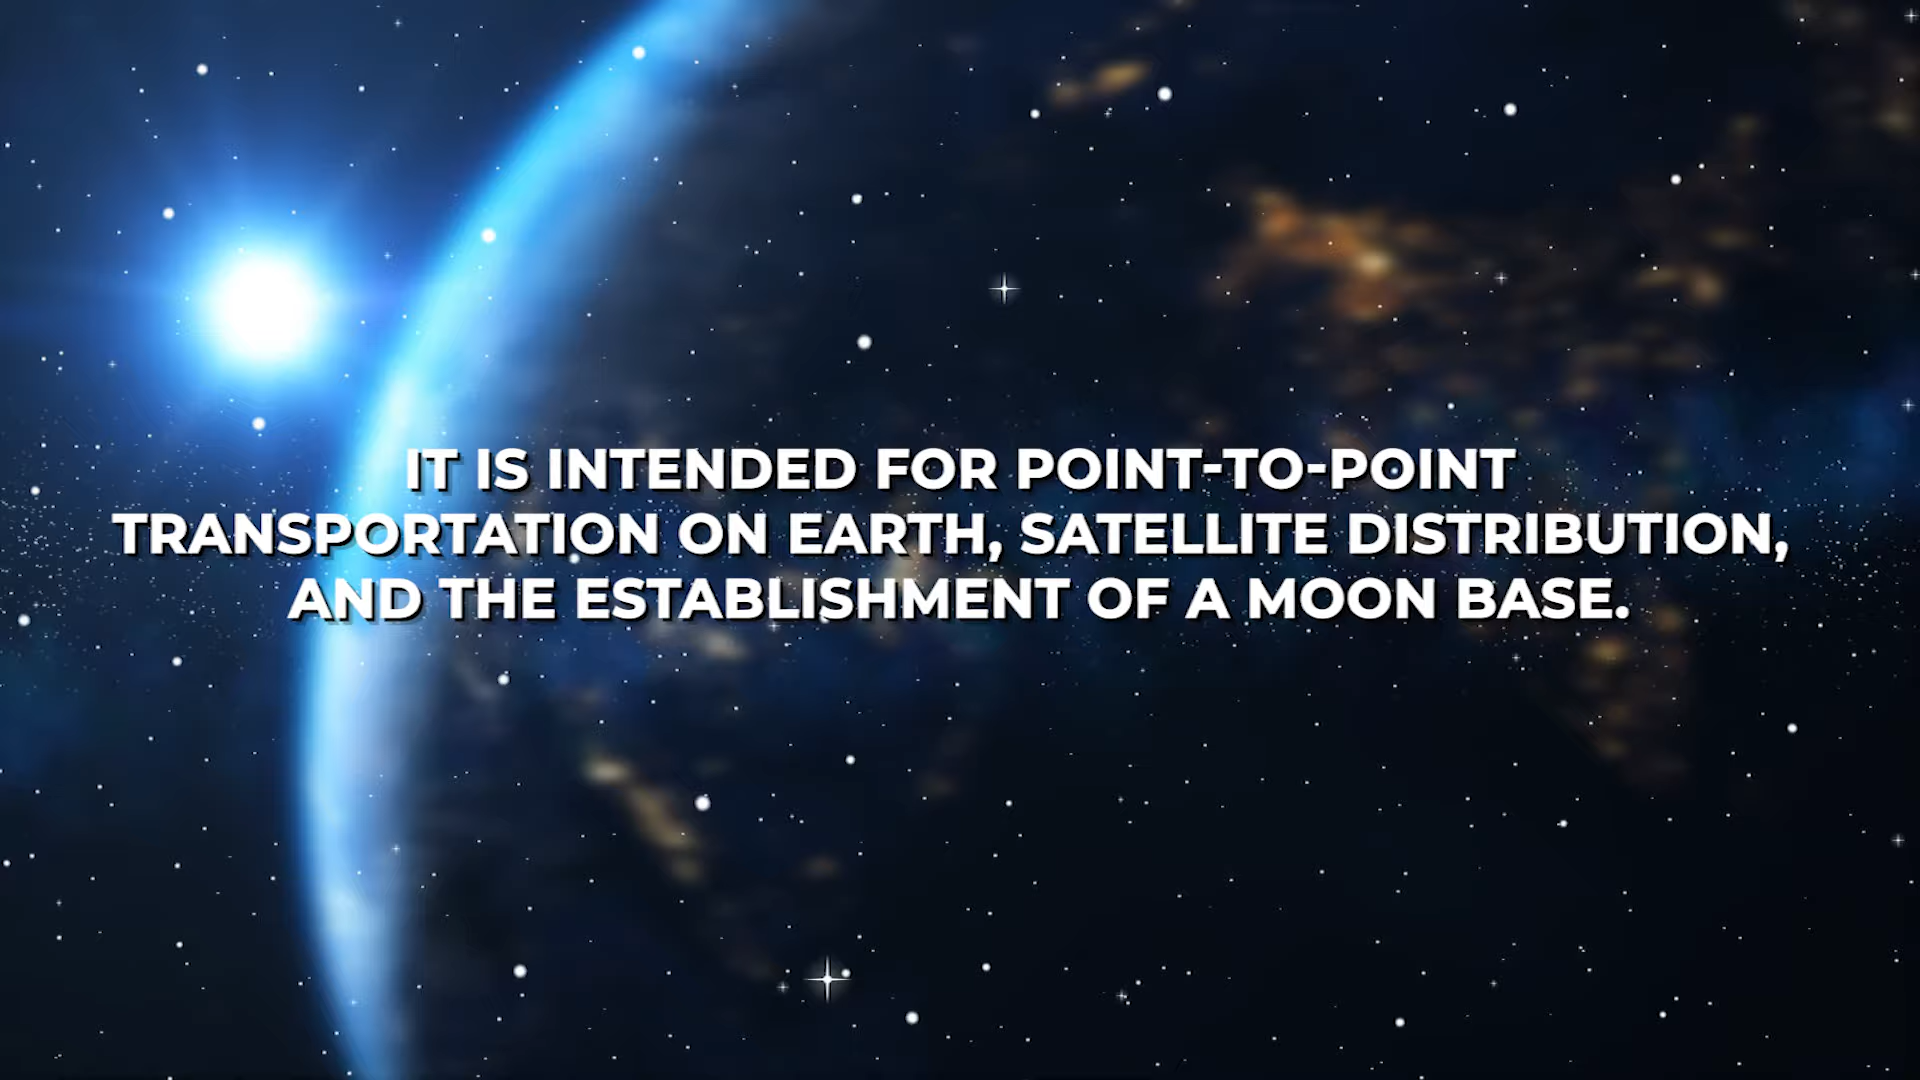 IT IS INTENDED FOR POINT-TO-POINT
TRANSPORTATION ON EARTH, SATELLITE DISTRIBUTION,
AND THE ESTABLISHMENT OF A MOON BASE.